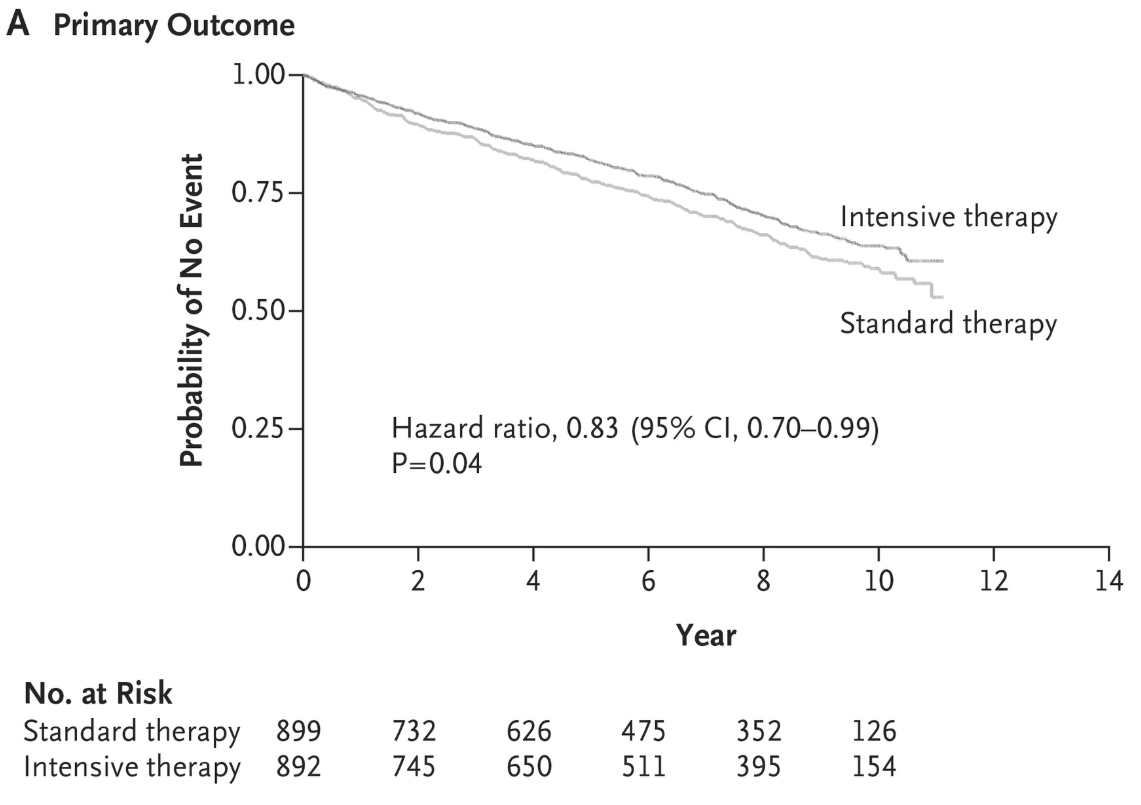 A Primary Outcome
1.00
0.75
0.50
0.25
0.00
Probability of No Event
Intensive therapy
Standard therapy
Hazard ratio, 0.83 (95% CI, 0.70–0.99)
P=0.04
0 2 4 6 8 10 12 14
Year
No. at Risk
Standard therapy 899 732 626 475 352 126
Intensive therapy 892 745 650 511 395 154